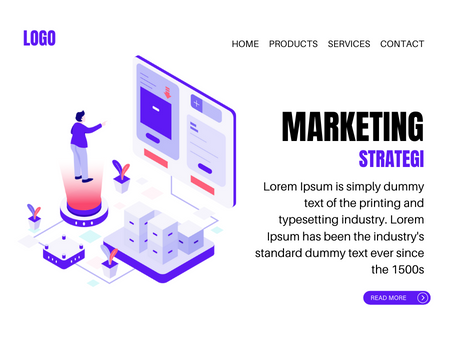 LOGO
HOME PRODUCTS SERVICES CONTACT
MARKETING
STRATEGI
Lorem Ipsum is simply dummy
text of the printing and
typesetting industry. Lorem
Ipsum has been the industry's
standard dummy text ever since
the 1500s
READ MORE